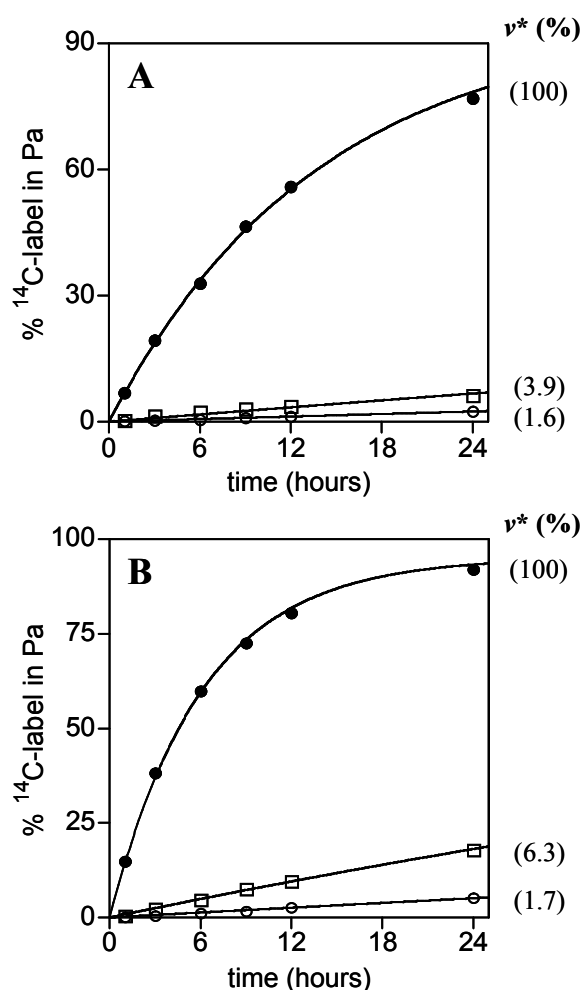 v* (%)
90
A
(100)
60
30
(3.9)
0
(1.6)
0 6 12 18 24
time (hours)
% ¹⁴C-label in Pa
v* (%)
100
B
(100)
75
50
25
(6.3)
(1.7)
0
0 6 12 18 24
time (hours)
% ¹⁴C-label in Pa